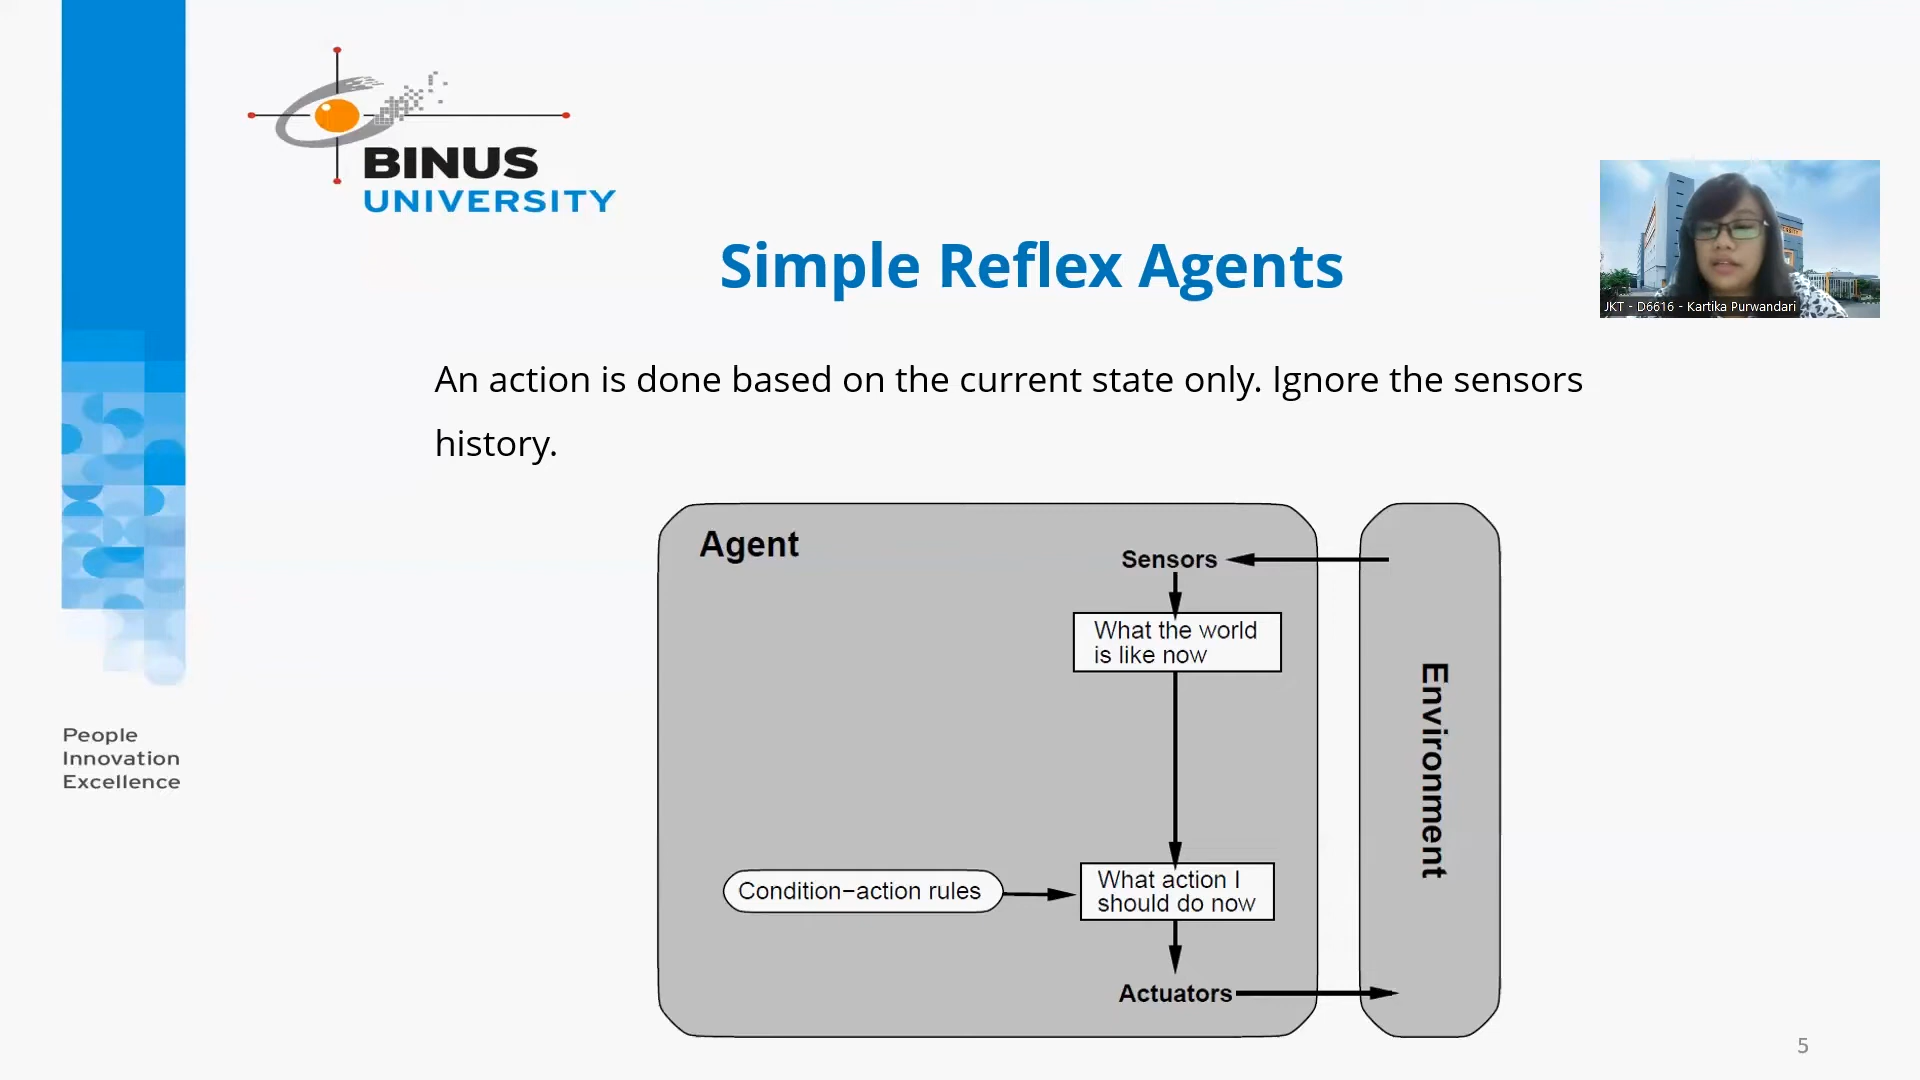 BINUS
UNIVERSITY
Simple Reflex Agents
JKT - D6616 - Kartika Purwandari
An action is done based on the current state only. Ignore the sensors
history.
Agent
Sensors
What the world
is like now
Environment
Condition−action rules
What action I
should do now
Actuators
People
Innovation
Excellence
5